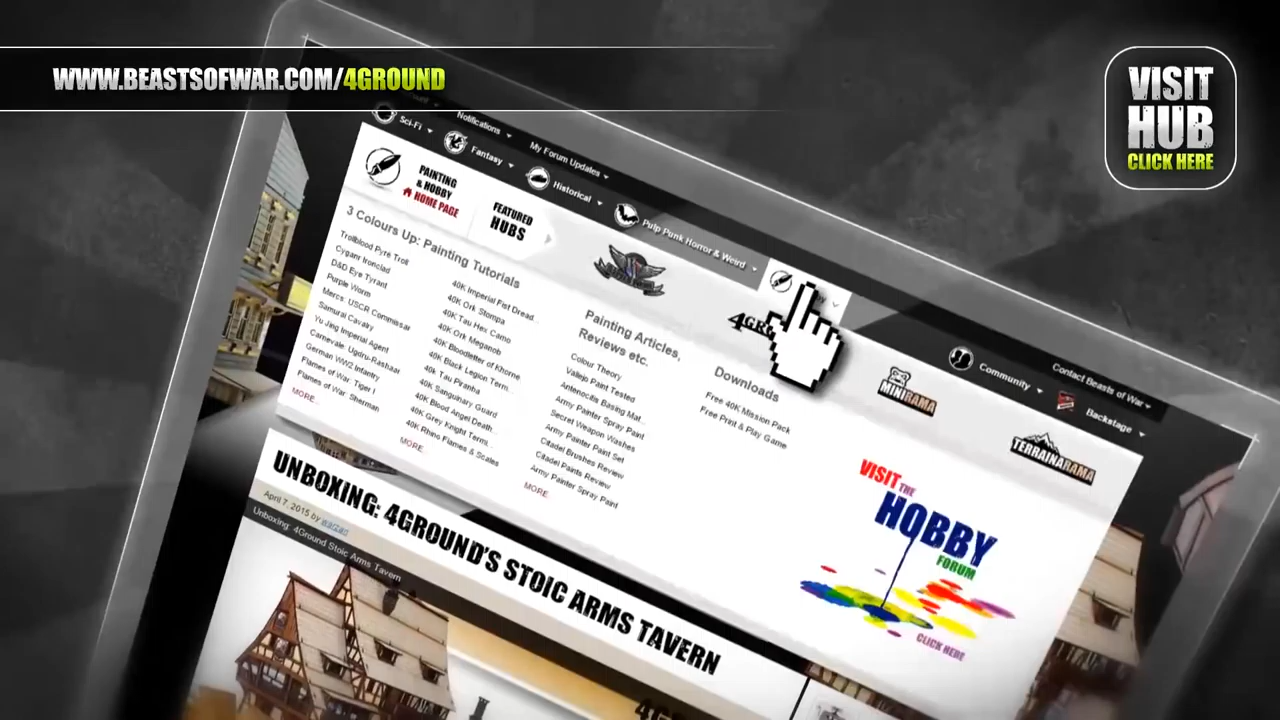 WWW.BEASTSOFWAR.COM/4GROUND
VISIT
HUB
CLICK HERE
Notifications
My Forum Updates
Contact Beasts of War
Sci-Fi
Fantasy
Historical
Pulp Punk Horror & Weird
Community
Backstage
PAINTING
& HOBBY
HOME PAGE
FEATURED
HUBS
MINIRAMA
TERRAINARAMA
3 Colours Up: Painting Tutorials
Trollblood Pyre Troll
Cygnar Ironclad
D&D Eye Tyrant
Purple Worm
Mercs: USCR Commissar
Samurai Cavalry
Yu Jing Imperial Agent
Carnevale: Ugdru-Rashaar
German WW2 Infantry
Flames of War: Tiger I
Flames of War: Sherman
MORE...
40K Imperial Fist Dread...
40K Ork Stompa
40K Tau Hex Camo
40K Ork Meganob
40K Bloodletter of Khorne
40K Black Legion Term...
40K Tau Piranha
40K Sanguinary Guard
40K Blood Angel Death...
40K Grey Knight Termi...
40K Rhino Flames & Scales
MORE...
Painting Articles,
Reviews etc.
Colour Theory
Vallejo Paint Tested
Antenocitis Basing Mat...
Army Painter Spray Paint
Secret Weapon Washes
Army Painter Paint Set
Citadel Brushes Review
Citadel Paints Review
Army Painter Spray Paint
MORE...
Downloads
Free 40K Mission Pack
Free Print & Play Game
VISIT THE
HOBBY
FORUM
CLICK HERE
UNBOXING: 4GROUND'S STOIC ARMS TAVERN
April 7, 2015 by warzan
Unboxing: 4Ground Stoic Arms Tavern